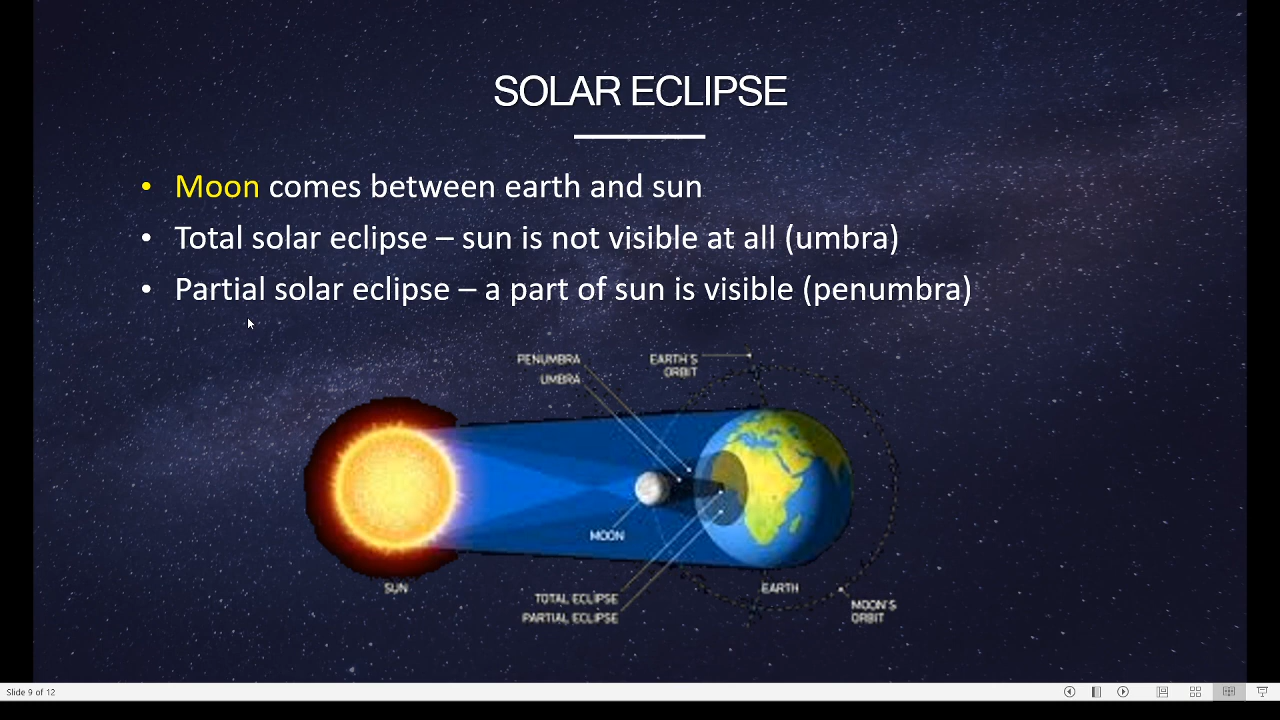 SOLAR ECLIPSE
• Moon comes between earth and sun
• Total solar eclipse – sun is not visible at all (umbra)
• Partial solar eclipse – a part of sun is visible (penumbra)
PENUMBRA
UMBRA
EARTH'S
ORBIT
MOON
SUN
TOTAL ECLIPSE
PARTIAL ECLIPSE
EARTH
MOON'S
ORBIT
Slide 9 of 12